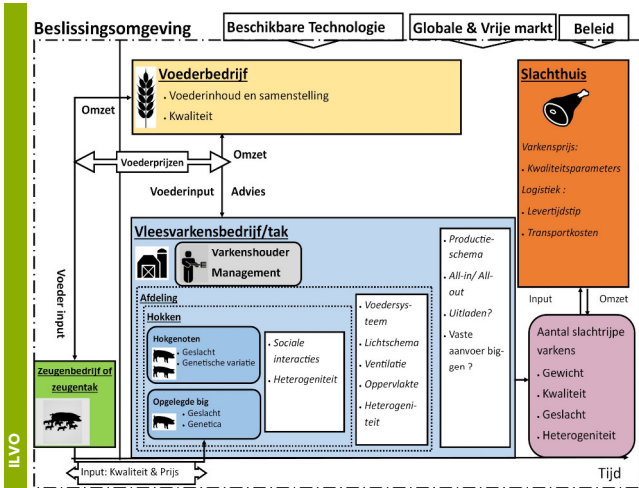 Beslissingsomgeving
Beschikbare Technologie
Globale & Vrije markt
Beleid
Voederbedrijf
• Voederinhoud en samenstelling
• Kwaliteit
Omzet
Voederprijzen
Omzet
Voederinput
Advies
Slachthuis
Varkensprijs:
• Kwaliteitsparameters
Logistiek :
• Levertijdstip
• Transportkosten
Vleesvarkensbedrijf/tak
Varkenshouder
Management
Afdeling
Hokken
Hokgenoten
• Geslacht
• Genetische variatie
Opgelegde big
• Geslacht
• Genetica
• Sociale
interacties
• Heterogeniteit
• Voedersys-
teem
• Lichtschema
• Ventilatie
• Oppervlakte
• Heterogeni-
teit
• Productie-
schema
• All-in/ All-
out
• Uitladen?
• Vaste
aanvoer big-
gen ?
Input
Omzet
Aantal slachtrijpe
varkens
• Gewicht
• Kwaliteit
• Geslacht
• Heterogeniteit
Voeder input
Zeugenbedrijf of
zeugentak
Input: Kwaliteit & Prijs
Tijd
ILVO